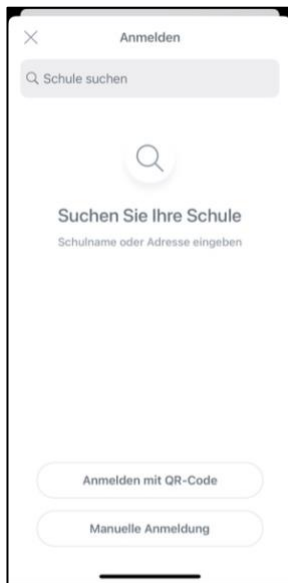 Anmelden
Schule suchen
Suchen Sie Ihre Schule
Schulname oder Adresse eingeben
Anmelden mit QR-Code
Manuelle Anmeldung